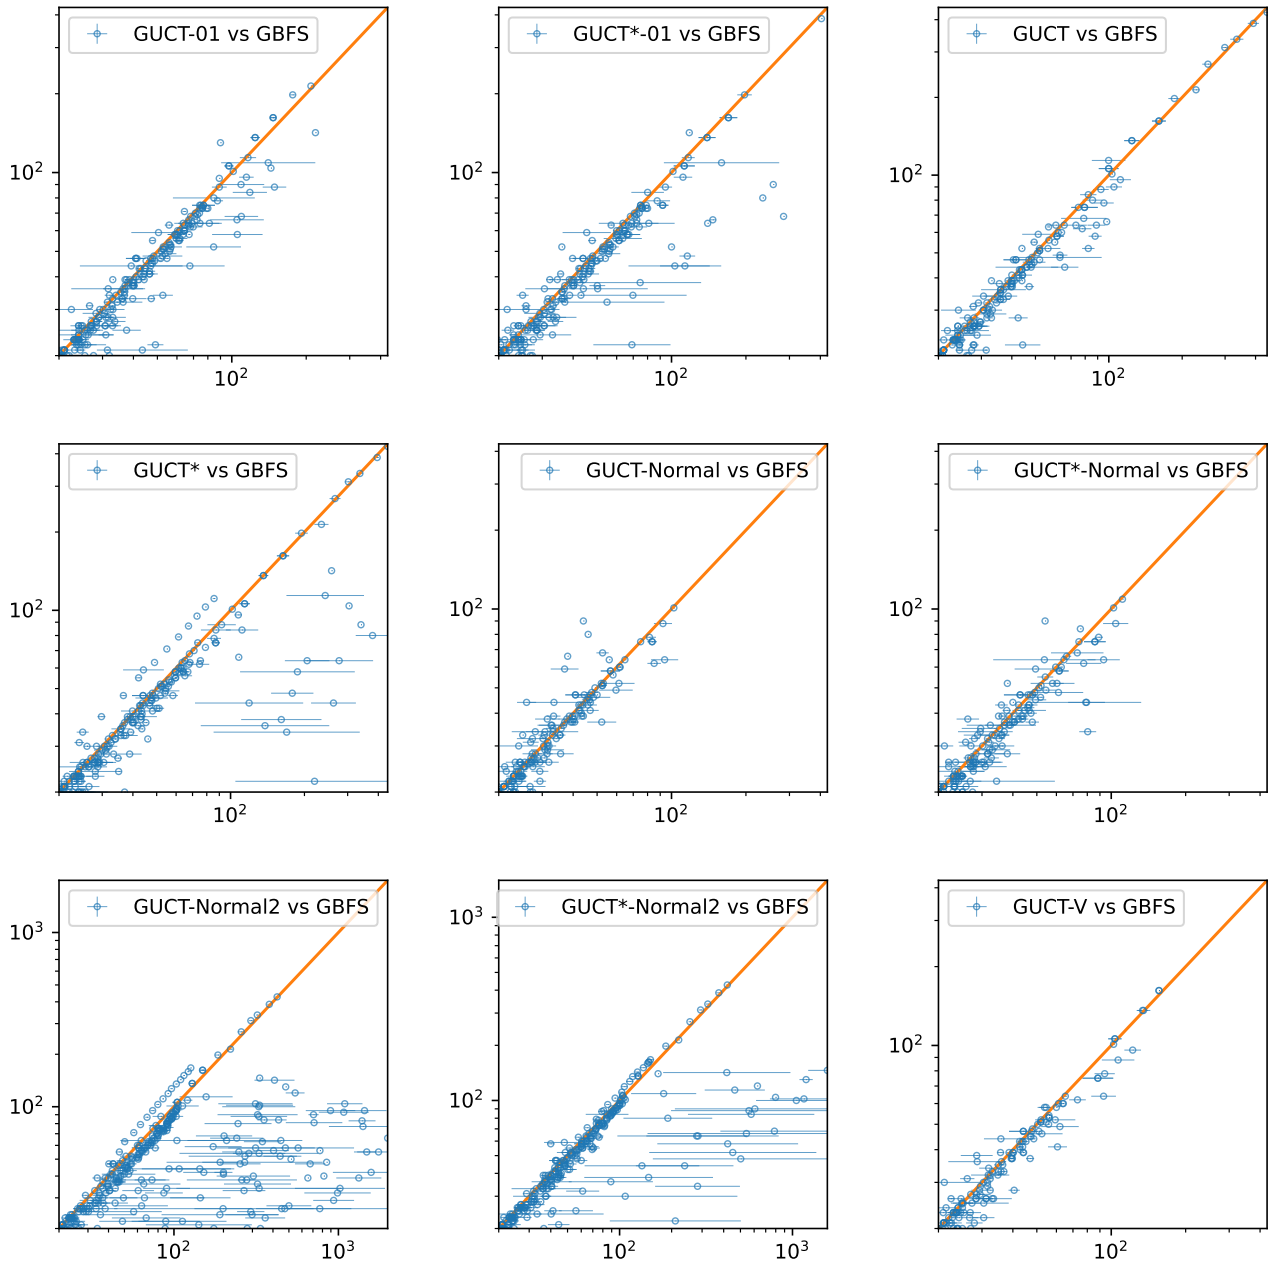 GUCT-01 vs GBFS
GUCT*-01 vs GBFS
GUCT vs GBFS
10²
10²
10²
10²
10²
10²
GUCT* vs GBFS
GUCT-Normal vs GBFS
GUCT*-Normal vs GBFS
10²
10²
10²
10²
10²
10²
GUCT-Normal2 vs GBFS
GUCT*-Normal2 vs GBFS
GUCT-V vs GBFS
10³
10³
10²
10²
10²
10²
10³
10²
10³
10²